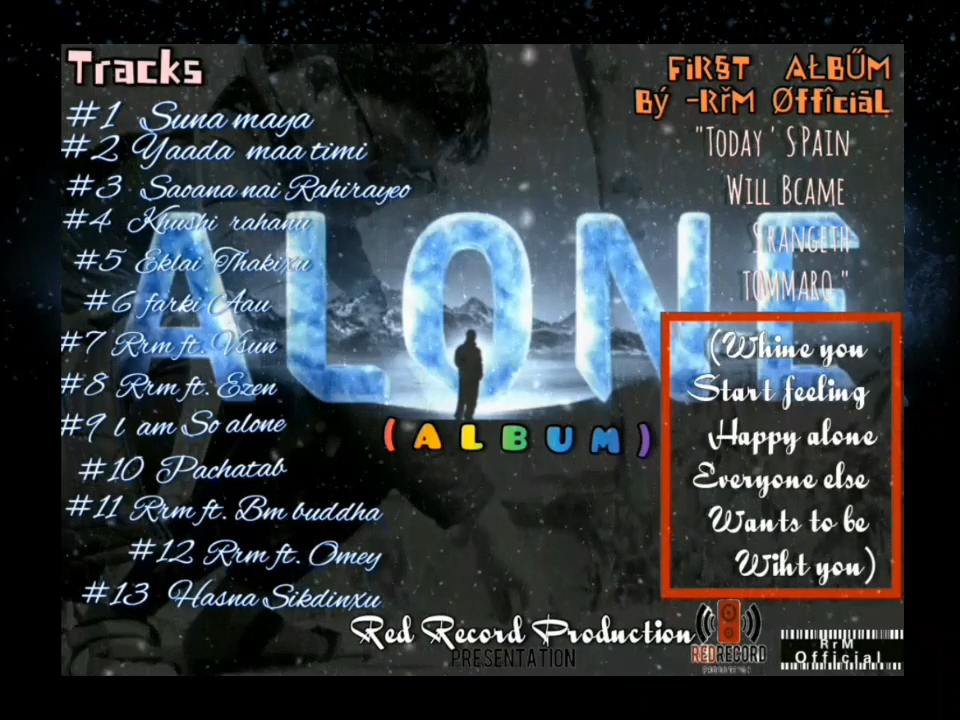 Tracks
#1 Suna maya
#2 Yaada maa timi
#3 Saoana nai Rahirayeo
#4 Khushi rahanu
#5 Eklai Thakixu
#6 farki Aau
#7 Rrm ft. Vsun
#8 Rrm ft. Ezen
#9 I am So alone
#10 Pachatab
#11 Rrm ft. Bm buddha
#12 Rrm ft. Omey
#13 Hasna Sikdinxu
ALONE
(ALBUM)
FiR§T AŁBŰM
Bý -RřM ØffîciāL
"TODAY 'SPAIN
WILL BCAME
SRANGETH
TOMMARO"
(Whine you
Start feeling
Happy alone
Everyone else
Wants to be
Wiht you)
Red Record Production
PRESENTATION
REDRECORD
RrM
Official